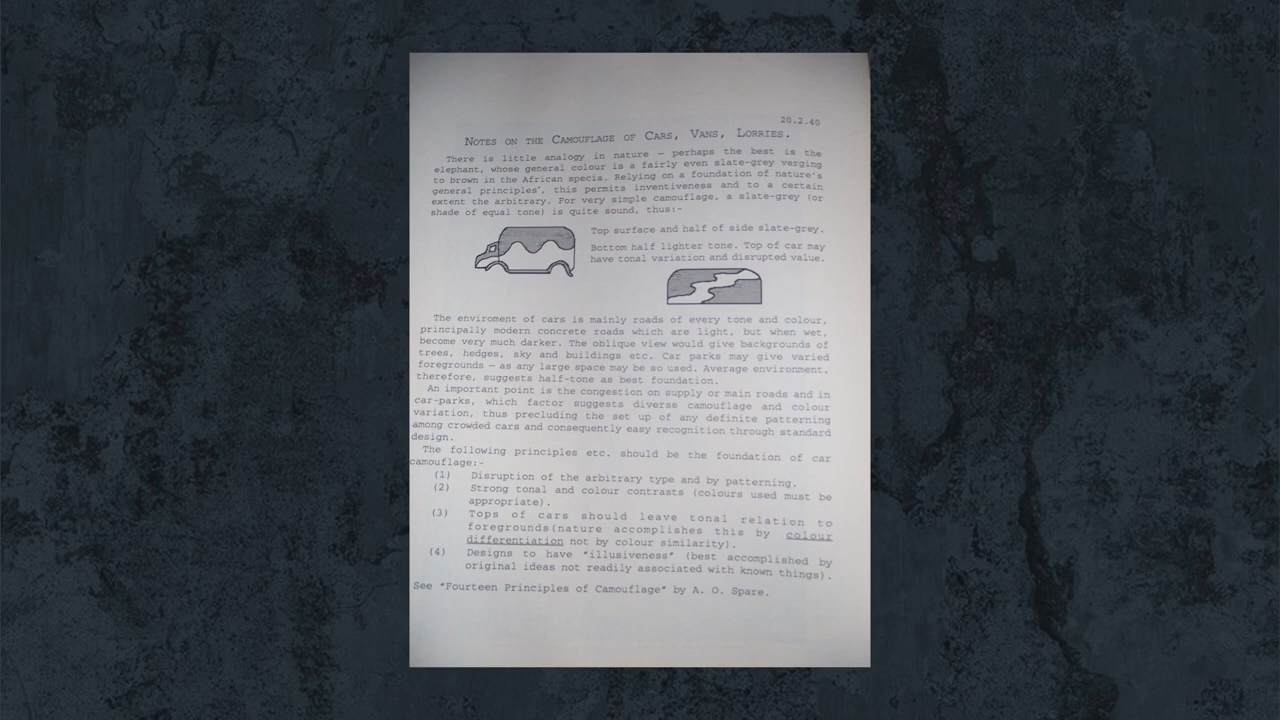 20.2.40
NOTES ON THE CAMOUFLAGE OF CARS, VANS, LORRIES.
There is little analogy in nature — perhaps the best is the
elephant, whose general colour is a fairly even slate-grey verging
to brown in the African specia. Relying on a foundation of nature's
general principles', this permits inventiveness and to a certain
extent the arbitrary. For very simple camouflage, a slate-grey (or
shade of equal tone) is quite sound, thus:-
Top surface and half of side slate-grey.
Bottom half lighter tone. Top of car may
have tonal variation and disrupted value.
The enviroment of cars is mainly roads of every tone and colour,
principally modern concrete roads which are light, but when wet,
become very much darker. The oblique view would give backgrounds of
trees, hedges, sky and buildings etc. Car parks may give varied
foregrounds — as any large space may be so used. Average environment,
therefore, suggests half-tone as best foundation.
An important point is the congestion on supply or main roads and in
car-parks, which factor suggests diverse camouflage and colour
variation, thus precluding the set up of any definite patterning
among crowded cars and consequently easy recognition through standard
design.
The following principles etc. should be the foundation of car
camouflage:-
(1) Disruption of the arbitrary type and by patterning.
(2) Strong tonal and colour contrasts (colours used must be
appropriate).
(3) Tops of cars should leave tonal relation to
foregrounds(nature accomplishes this by colour
differentiation not by colour similarity).
(4) Designs to have "illusiveness" (best accomplished by
original ideas not readily associated with known things).
See "Fourteen Principles of Camouflage" by A. O. Spare.